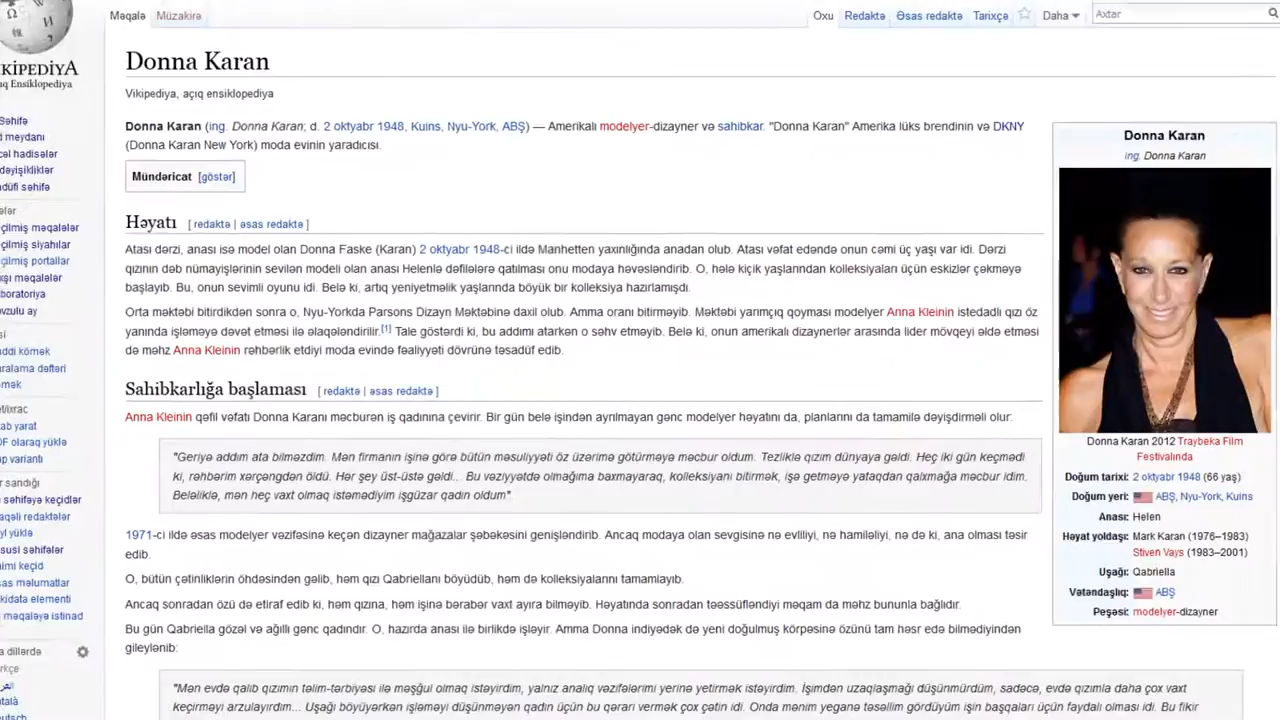 Məqalə Müzakirə Oxu Redaktə Əsas redaktə Tarixçə Daha Axtar
Donna Karan
Vikipediya, açıq ensiklopediya
Donna Karan (ing. Donna Karan; d. 2 oktyabr 1948, Kuins, Nyu-York, ABŞ) — Amerikalı modelyer-dizayner və sahibkar. "Donna Karan" Amerika lüks brendinin və DKNY
(Donna Karan New York) moda evinin yaradıcısı.
Mündəricat [göstər]
Həyatı [ redaktə | əsas redaktə ]
Atası dərzi, anası isə model olan Donna Faske (Karan) 2 oktyabr 1948-ci ildə Manhetten yaxınlığında anadan olub. Atası vəfat edəndə onun cəmi üç yaşı var idi. Dərzi
qızının dəb nümayişlərinin sevilən modeli olan anası Helenlə defilelərə qatılması onu modaya həvəsləndirib. O, hələ kiçik yaşlarından kolleksiyaları üçün eskizlər çəkməyə
başlayıb. Bu, onun sevimli oyunu idi. Belə ki, artıq yeniyetməlik yaşlarında böyük bir kolleksiya hazırlamışdı.
Orta məktəbi bitirdikdən sonra o, Nyu-Yorkda Parsons Dizayn Məktəbinə daxil olub. Amma oranı bitirməyib. Məktəbi yarımçıq qoyması modelyer Anna Kleinin istedadlı qızı öz
yanında işləməyə dəvət etməsi ilə əlaqələndirilir.[1] Tale göstərdi ki, bu addımı atarkən o səhv etməyib. Belə ki, onun amerikalı dizaynerlər arasında lider mövqeyi əldə etməsi
də məhz Anna Kleinin rəhbərlik etdiyi moda evində fəaliyyəti dövrünə təsadüf edib.
Sahibkarlığa başlaması [ redaktə | əsas redaktə ]
Anna Kleinin qəfil vəfatı Donna Karanı məcburən iş qadınına çevirir. Bir gün belə işindən ayrılmayan gənc modelyer həyatını da, planlarını da tamamilə dəyişdirməli olur:
"Geriyə addım ata bilməzdim. Mən firmanın işinə görə bütün məsuliyyəti öz üzərimə götürməyə məcbur oldum. Tezliklə qızım dünyaya gəldi. Heç iki gün keçmədi
ki, rəhbərim xərçəngdən öldü. Hər şey üst-üstə gəldi... Bu vəziyyətdə olmağıma baxmayaraq, kolleksiyanı bitirmək, işə getməyə yataqdan qalxmağa məcbur idim.
Beləliklə, mən heç vaxt olmaq istəmədiyim işgüzar qadın oldum"
1971-ci ildə əsas modelyer vəzifəsinə keçən dizayner mağazalar şəbəkəsini genişləndirib. Ancaq modaya olan sevgisinə nə evliliyi, nə hamiləliyi, nə də ki, ana olması təsir
edib.
O, bütün çətinliklərin öhdəsindən gəlib, həm qızı Qabriellanı böyüdüb, həm də kolleksiyalarını tamamlayıb.
Ancaq sonradan özü də etiraf edib ki, həm qızına, həm işinə bərabər vaxt ayıra bilməyib. Həyatında sonradan təəssüfləndiyi məqam da məhz bununla bağlıdır.
Bu gün Qabriella gözəl və ağıllı gənc qadındır. O, hazırda anası ilə birlikdə işləyir. Amma Donna indiyədək də yeni doğulmuş körpəsinə özünü tam həsr edə bilmədiyindən
gileylənib:
"Mən evdə qalıb qızımın təlim-tərbiyəsi ilə məşğul olmaq istəyirdim, yalnız analıq vəzifələrimi yerinə yetirmək istəyirdim. İşimdən uzaqlaşmağı düşünmürdüm, sadəcə, evdə qızımla daha çox vaxt
keçirməyi arzulayırdım... Uşağı böyüyərkən işləməyi düşünməyən qadın üçün bu qərarı vermək çox çətin idi. Onda mənim yeganə təsəllim gördüyüm işin başqaları üçün faydalı olması idi. Bu fikir
Donna Karan
ing. Donna Karan
Donna Karan 2012 Traybeka Film
Festivalında
Doğum tarixi: 2 oktyabr 1948 (66 yaş)
Doğum yeri: ABŞ, Nyu-York, Kuins
Anası: Helen
Həyat yoldaşı: Mark Karan (1976–1983)
Stiven Vays (1983–2001)
Uşağı: Qabriella
Vətəndaşlıq: ABŞ
Peşəsi: modelyer-dizayner